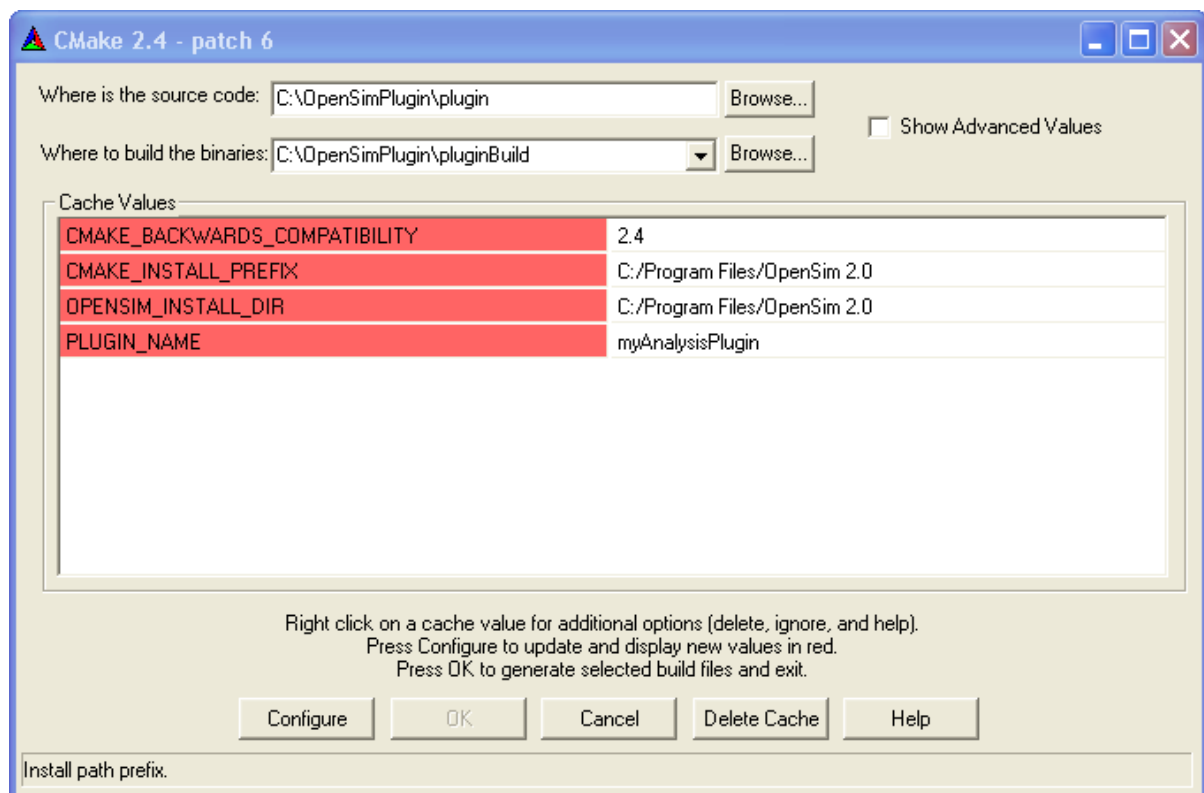 CMake 2.4 - patch 6
Where is the source code: C:\OpenSimPlugin\plugin Browse...
Show Advanced Values
Where to build the binaries: C:\OpenSimPlugin\pluginBuild Browse...
Cache Values
CMAKE_BACKWARDS_COMPATIBILITY 2.4
CMAKE_INSTALL_PREFIX C:/Program Files/OpenSim 2.0
OPENSIM_INSTALL_DIR C:/Program Files/OpenSim 2.0
PLUGIN_NAME myAnalysisPlugin
Right click on a cache value for additional options (delete, ignore, and help).
Press Configure to update and display new values in red.
Press OK to generate selected build files and exit.
Configure OK Cancel Delete Cache Help
Install path prefix.